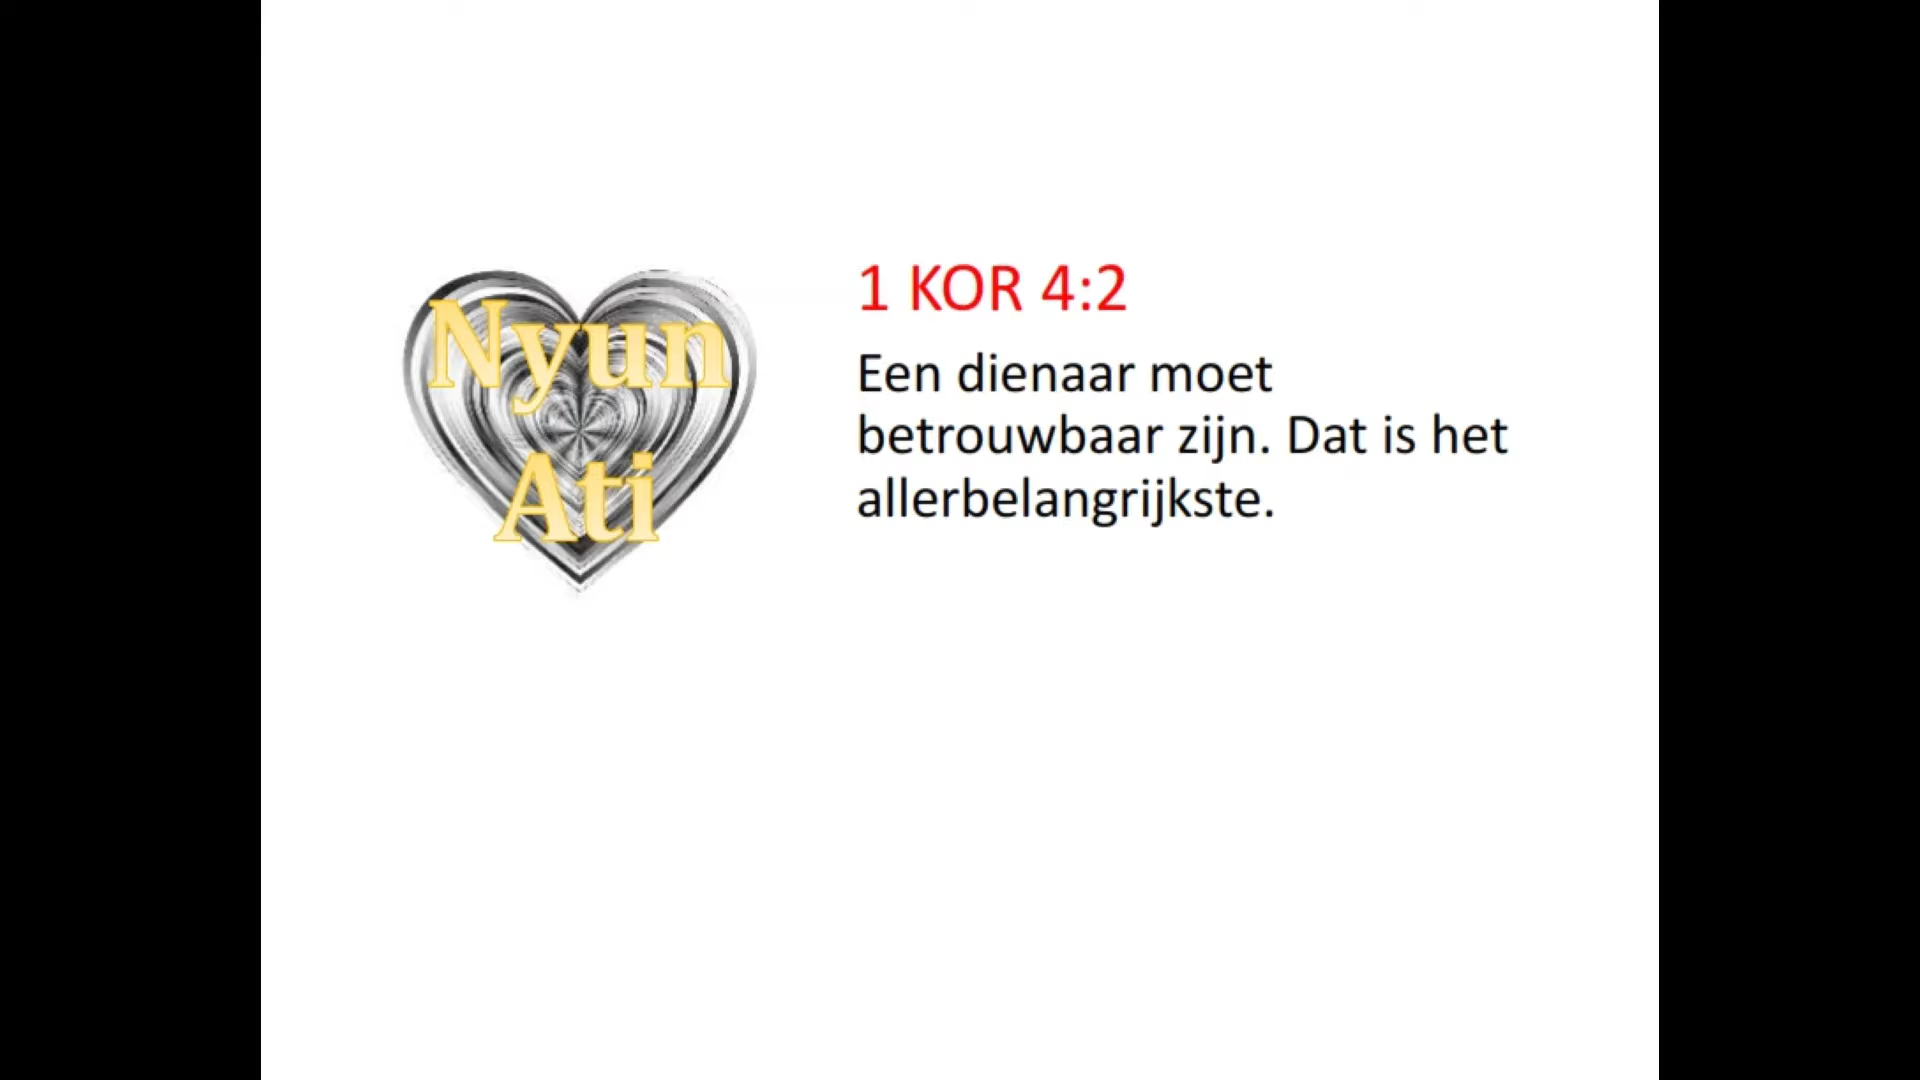 Nyun
Ati
1 KOR 4:2
Een dienaar moet
betrouwbaar zijn. Dat is het
allerbelangrijkste.